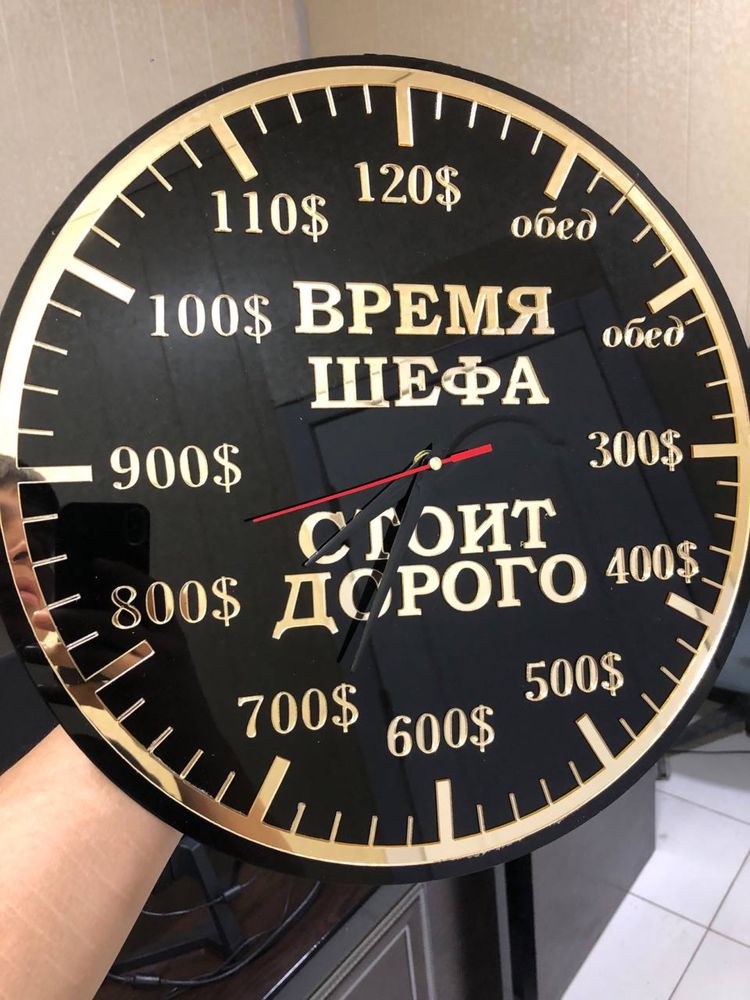 120$
обед
обед
300$
400$
500$
600$
700$
800$
900$
100$
110$
ВРЕМЯ
ШЕФА
СТОИТ
ДОРОГО